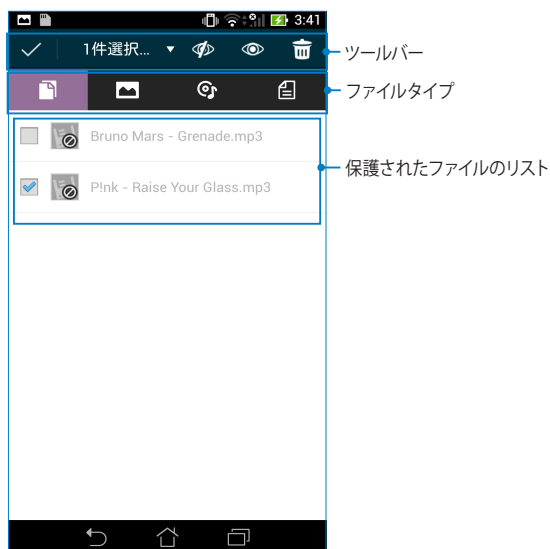 3:41
1件選択...
ツールバー
ファイルタイプ
Bruno Mars - Grenade.mp3
保護されたファイルのリスト
P!nk - Raise Your Glass.mp3